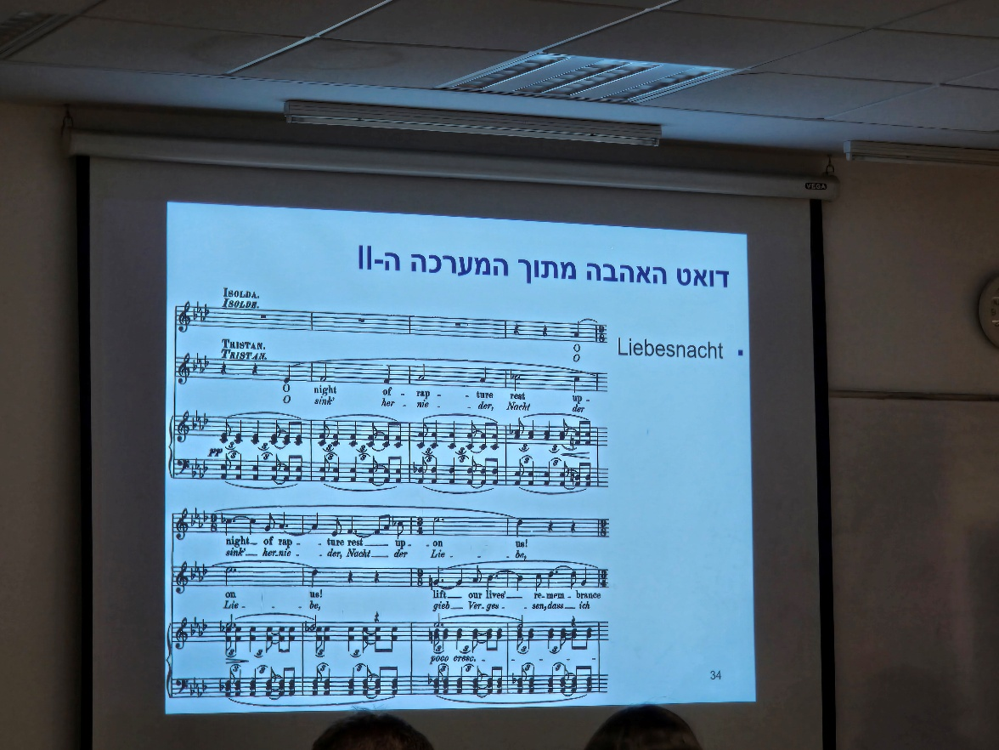 VEGA
דואט האהבה מתוך המערכה ה-II
▪ Liebesnacht
ISOLDA.
ISOLDE.
O
O
TRISTAN.
TRISTAN.
O night of - rap - - ture rest up -
O sink' her - nie - der, Nacht der
pp
night of rap - - ture rest up - - on us!
sink' her-nie - - der, Nacht der Lie - - be,
on us! lift our lives' re-mem - brance
Lie - - be, gieb Ver-ges - - sen, dass ich
poco cresc. - - - - - -
34